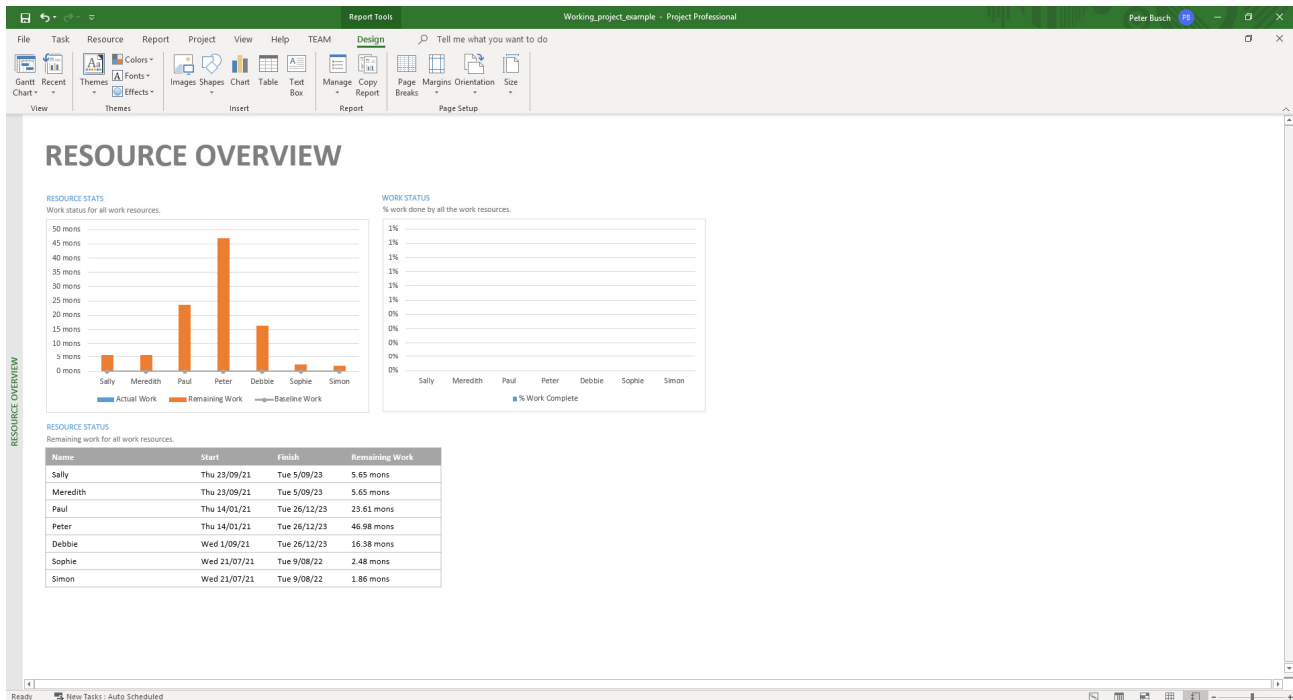 Report Tools
Working_project_example - Project Professional
Peter Busch PB
File Task Resource Report Project View Help TEAM Design Tell me what you want to do
Gantt Chart
Recent
Themes
Colors
Fonts
Effects
Images Shapes Chart Table Text Box
Manage Copy Report
Page Breaks Margins Orientation Size
View Themes Insert Report Page Setup
RESOURCE OVERVIEW
RESOURCE OVERVIEW
RESOURCE STATS
Work status for all work resources.
50 mons
45 mons
40 mons
35 mons
30 mons
25 mons
20 mons
15 mons
10 mons
5 mons
0 mons
Sally Meredith Paul Peter Debbie Sophie Simon
Actual Work Remaining Work Baseline Work
WORK STATUS
% work done by all the work resources.
1%
1%
1%
1%
1%
1%
0%
0%
0%
0%
0%
Sally Meredith Paul Peter Debbie Sophie Simon
% Work Complete
RESOURCE STATUS
Remaining work for all work resources.
Name Start Finish Remaining Work
Sally Thu 23/09/21 Tue 5/09/23 5.65 mons
Meredith Thu 23/09/21 Tue 5/09/23 5.65 mons
Paul Thu 14/01/21 Tue 26/12/23 23.61 mons
Peter Thu 14/01/21 Tue 26/12/23 46.98 mons
Debbie Wed 1/09/21 Tue 26/12/23 16.38 mons
Sophie Wed 21/07/21 Tue 9/08/22 2.48 mons
Simon Wed 21/07/21 Tue 9/08/22 1.86 mons
Ready New Tasks : Auto Scheduled